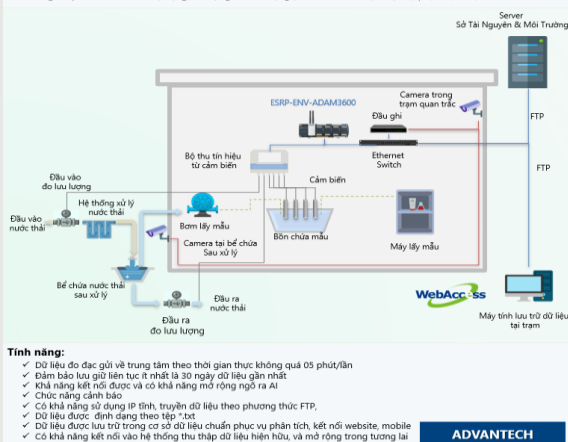 Server
Sở Tài Nguyên & Môi Trường
Camera trong
trạm quan trắc
ESRP-ENV-ADAM3600
Đầu ghi
FTP
Bộ thu tín hiệu
từ cảm biến
Ethernet
Switch
FTP
Đầu vào
đo lưu lượng
Cảm biến
Hệ thống xử lý
nước thải
Đầu vào
nước thải
Bơm lấy mẫu
Bồn chứa mẫu
Camera tại bể chứa
Sau xử lý
Máy lấy mẫu
Bể chứa nước thải
sau xử lý
Đầu ra
nước thải
WebAccess
Đầu ra
đo lưu lượng
Máy tính lưu trữ dữ liệu
tại trạm
Tính năng:
✓ Dữ liệu đo đạc gửi về trung tâm theo thời gian thực không quá 05 phút/lần
✓ Đảm bảo lưu giữ liên tục ít nhất là 30 ngày dữ liệu gần nhất
✓ Khả năng kết nối được và có khả năng mở rộng ngõ ra AI
✓ Chức năng cảnh báo
✓ Có khả năng sử dụng IP tĩnh, truyền dữ liệu theo phương thức FTP,
✓ Dữ liệu được định dạng theo tệp *.txt
✓ Dữ liệu được lưu trữ trong cơ sở dữ liệu chuẩn phục vụ phân tích, kết nối website, mobile
✓ Có khả năng kết nối vào hệ thống thu thập dữ liệu hiện hữu, và mở rộng trong tương lai
ADVANTECH